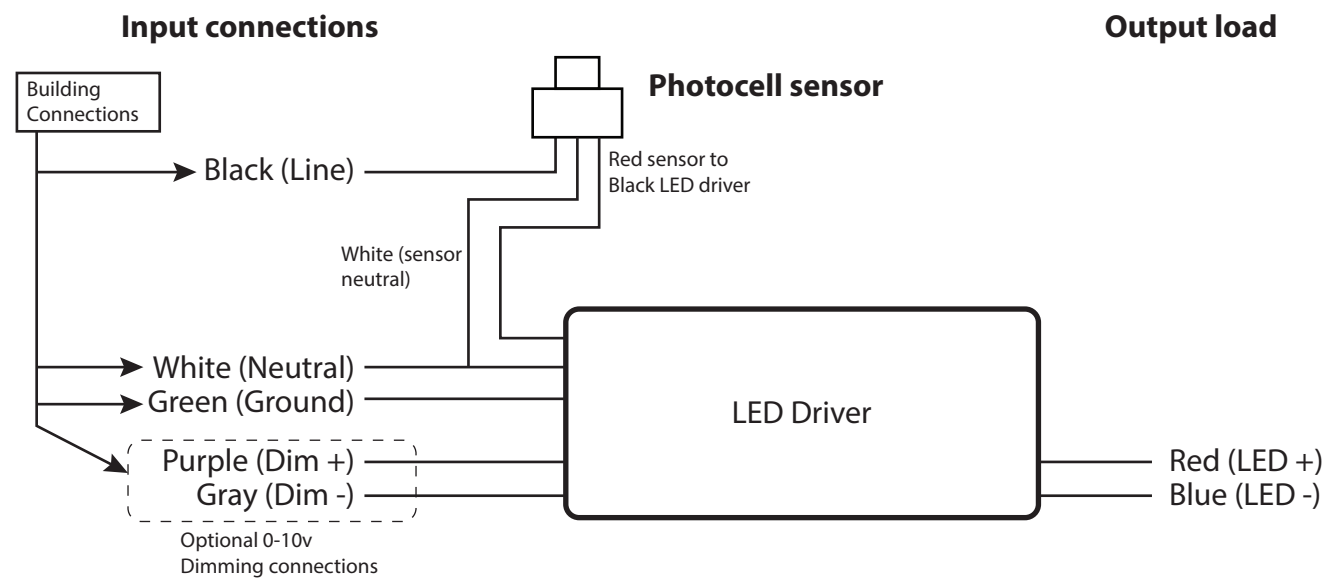 Input connections
Output load
Building
Connections
Photocell sensor
Black (Line)
Red sensor to
Black LED driver
White (sensor
neutral)
White (Neutral)
Green (Ground)
LED Driver
Purple (Dim +)
Gray (Dim -)
Red (LED +)
Blue (LED -)
Optional 0-10v
Dimming connections